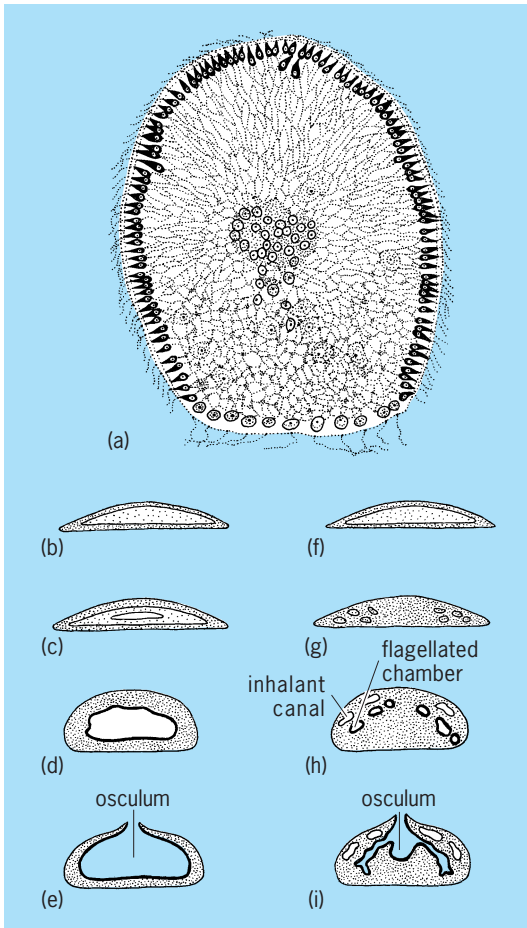 (a)
(b)
(f)
(c)
(g)
flagellated
chamber
inhalant
canal
(d)
(h)
osculum
osculum
(e)
(i)